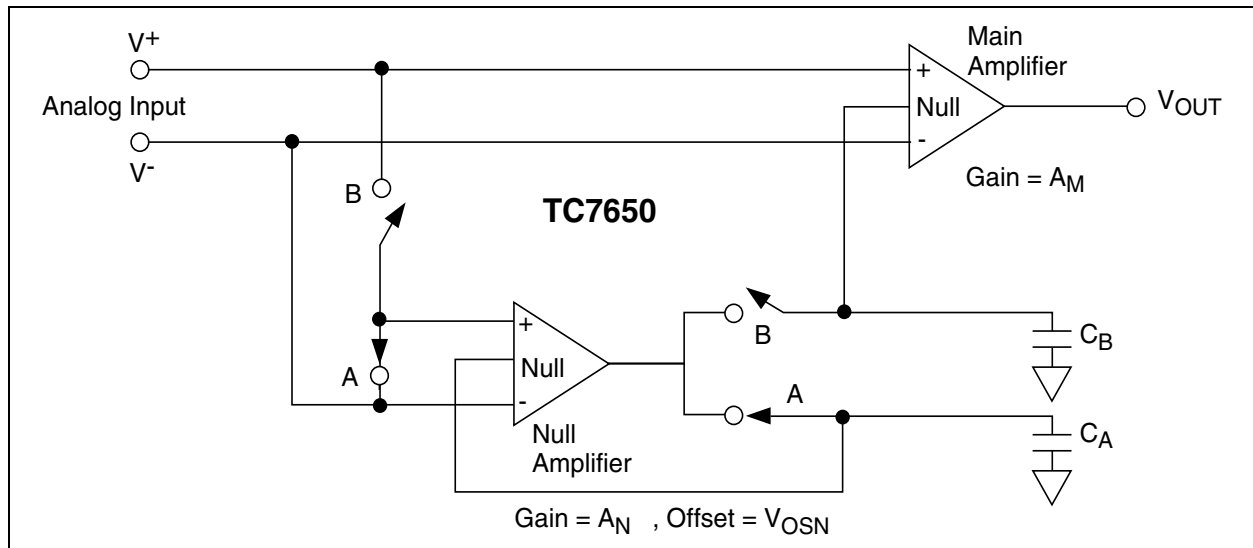 V+
Analog Input
V-
Main
Amplifier
+
Null
-
VOUT
Gain = AM
B
TC7650
A
+
Null
-
Null
Amplifier
B
A
CB
CA
Gain = AN , Offset = VOSN